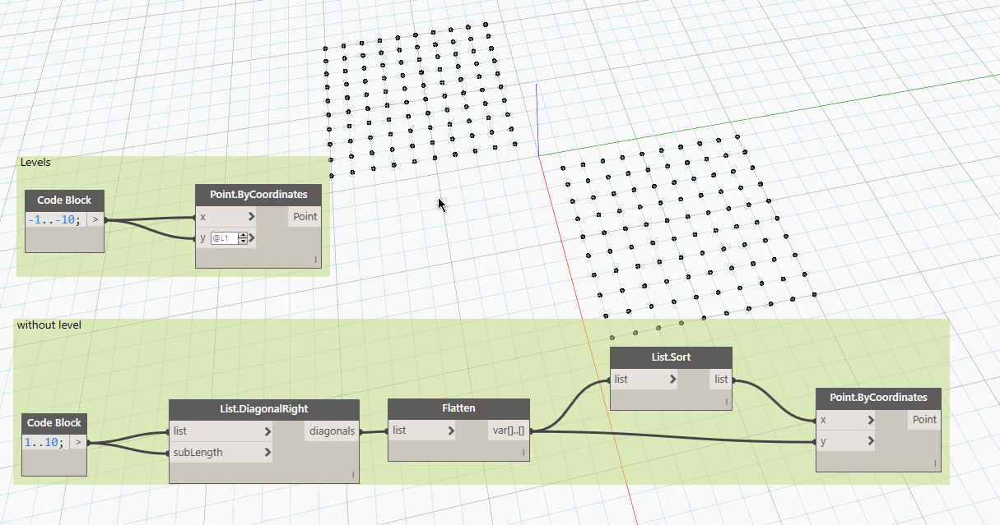 Levels
Code Block
-1..-10; >
Point.ByCoordinates
x > Point
y @L1 >
l
without level
Code Block
1..10; >
List.DiagonalRight
list > diagonals
subLength >
l
Flatten
list > var[]..[]
l
List.Sort
list > list
l
Point.ByCoordinates
x > Point
y >
l